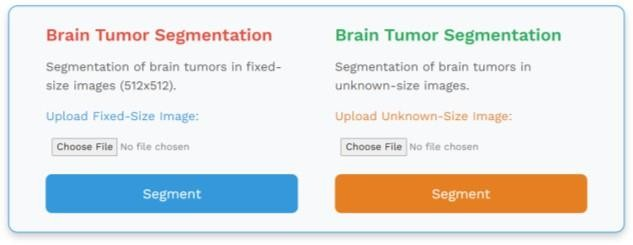 Brain Tumor Segmentation
Segmentation of brain tumors in fixed-
size images (512x512).
Upload Fixed-Size Image:
Choose File No file chosen
Segment
Brain Tumor Segmentation
Segmentation of brain tumors in
unknown-size images.
Upload Unknown-Size Image:
Choose File No file chosen
Segment